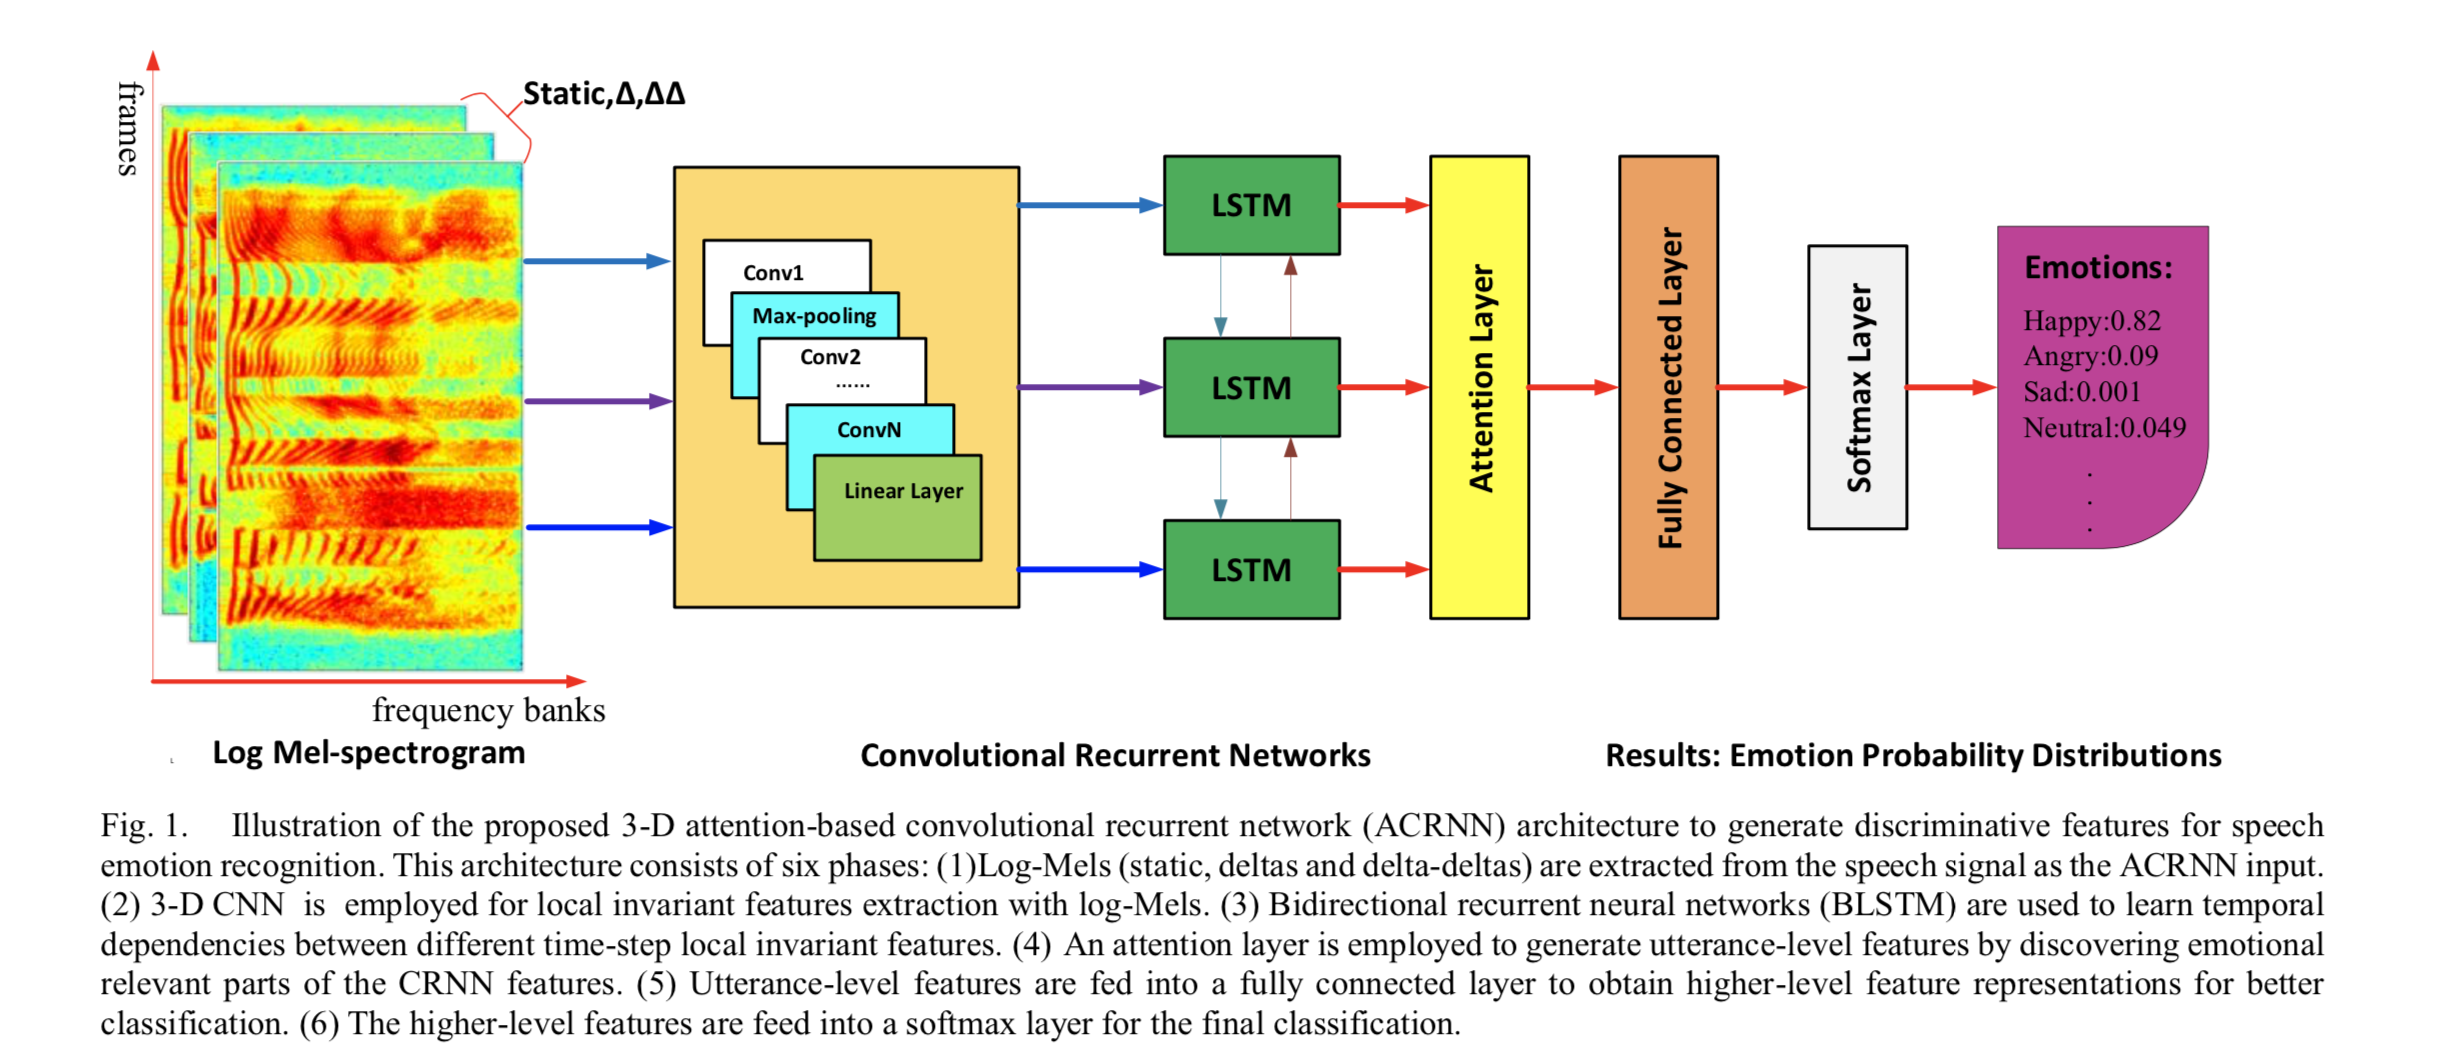 frames
Static,Δ,ΔΔ
frequency banks
Log Mel-spectrogram
Conv1
Max-pooling
Conv2
......
ConvN
Linear Layer
LSTM
LSTM
LSTM
Convolutional Recurrent Networks
Attention Layer
Fully Connected Layer
Softmax Layer
Emotions:
Happy:0.82
Angry:0.09
Sad:0.001
Neutral:0.049
.
.
.
Results: Emotion Probability Distributions
Fig. 1. Illustration of the proposed 3-D attention-based convolutional recurrent network (ACRNN) architecture to generate discriminative features for speech
emotion recognition. This architecture consists of six phases: (1)Log-Mels (static, deltas and delta-deltas) are extracted from the speech signal as the ACRNN input.
(2) 3-D CNN is employed for local invariant features extraction with log-Mels. (3) Bidirectional recurrent neural networks (BLSTM) are used to learn temporal
dependencies between different time-step local invariant features. (4) An attention layer is employed to generate utterance-level features by discovering emotional
relevant parts of the CRNN features. (5) Utterance-level features are fed into a fully connected layer to obtain higher-level feature representations for better
classification. (6) The higher-level features are feed into a softmax layer for the final classification.